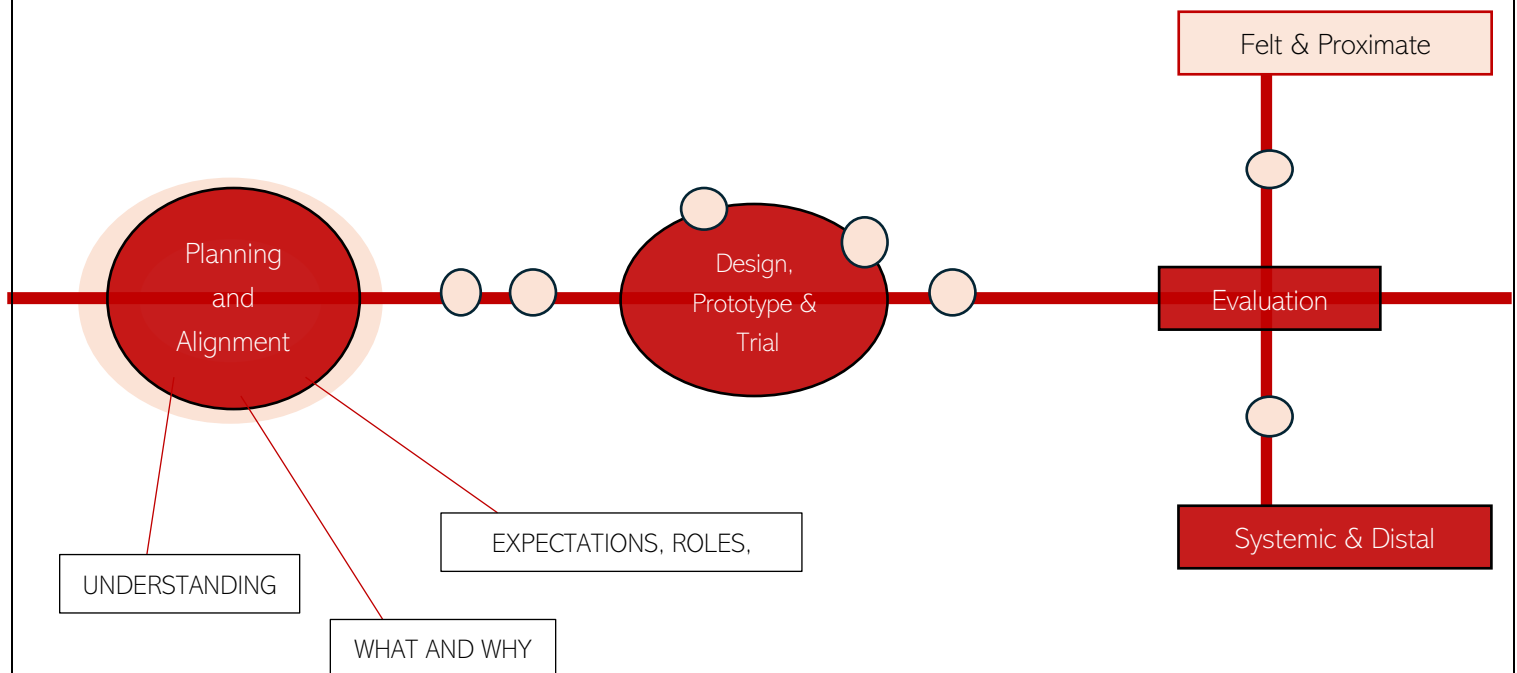 Felt & Proximate
Planning
and
Alignment
Design,
Prototype &
Trial
Evaluation
EXPECTATIONS, ROLES,
Systemic & Distal
UNDERSTANDING
WHAT AND WHY